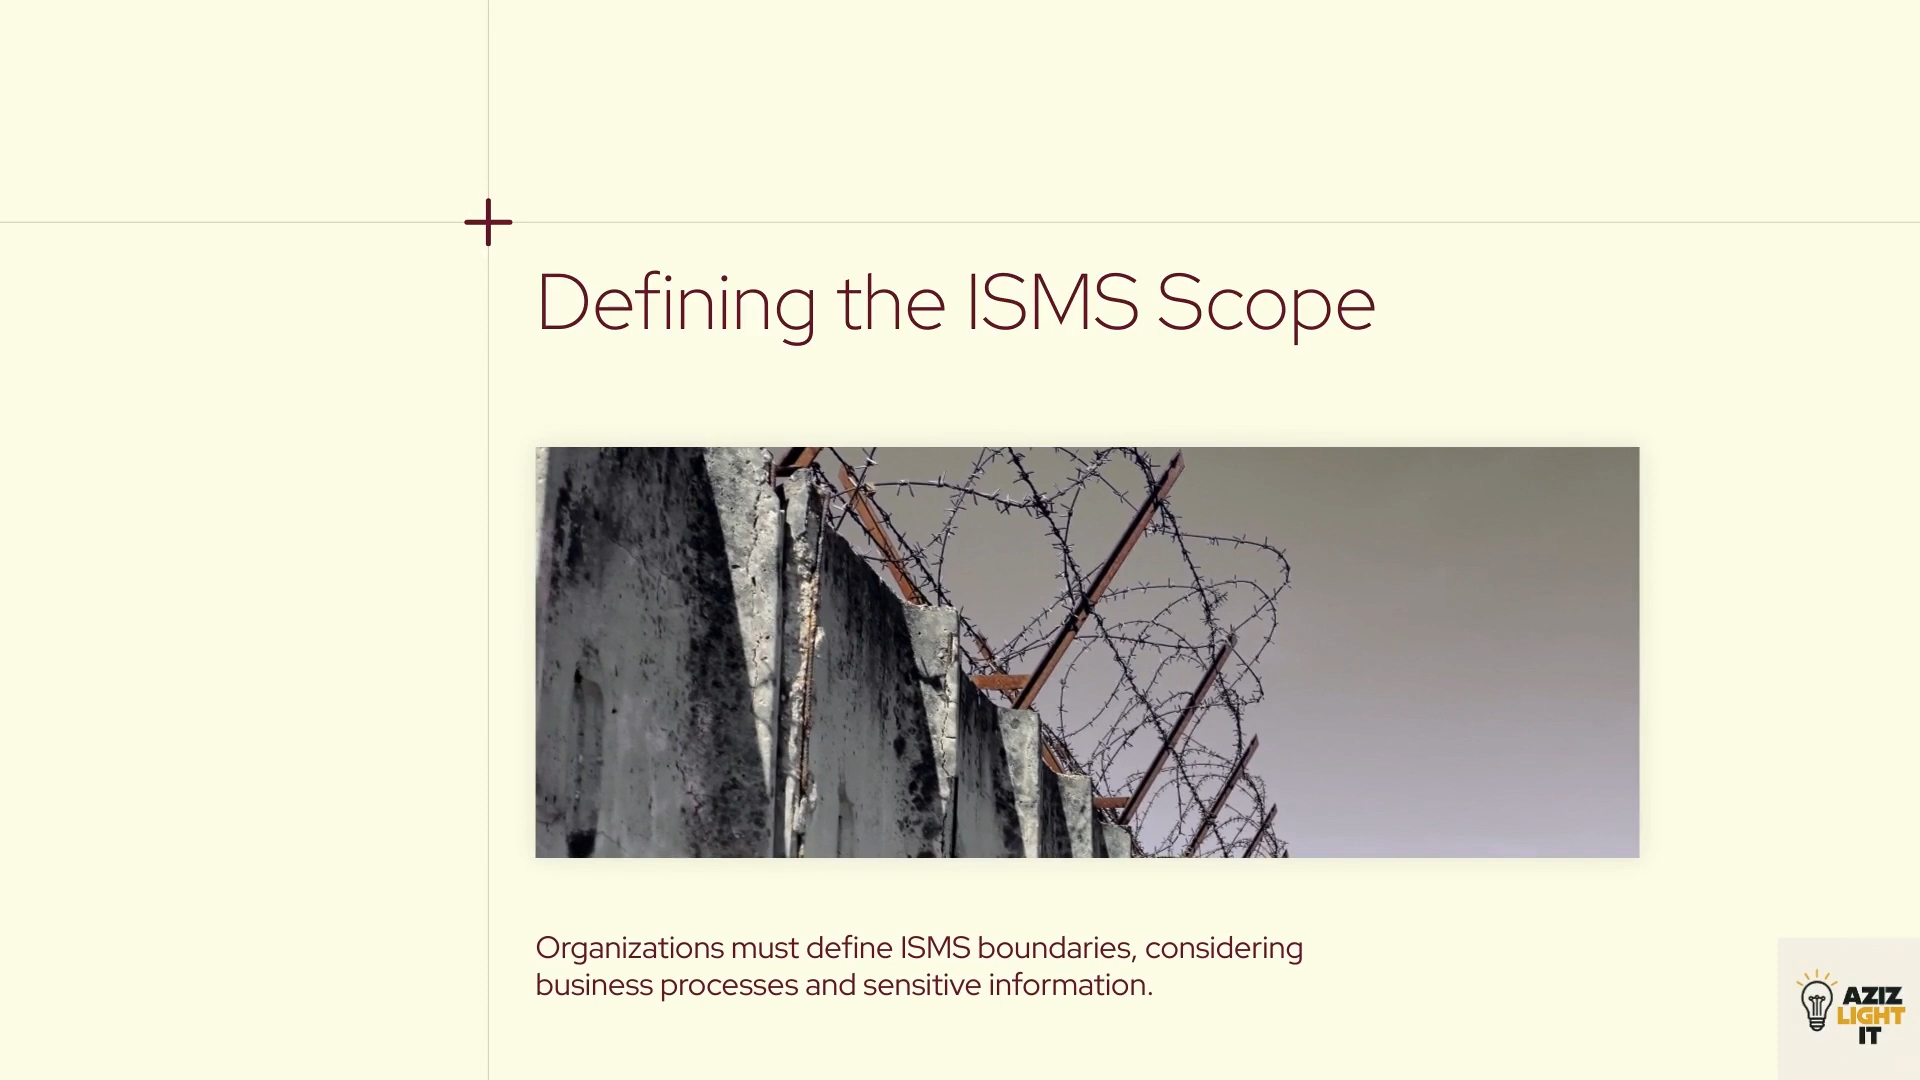 Defining the ISMS Scope
Organizations must define ISMS boundaries, considering
business processes and sensitive information.
AZIZ
LIGHT
IT